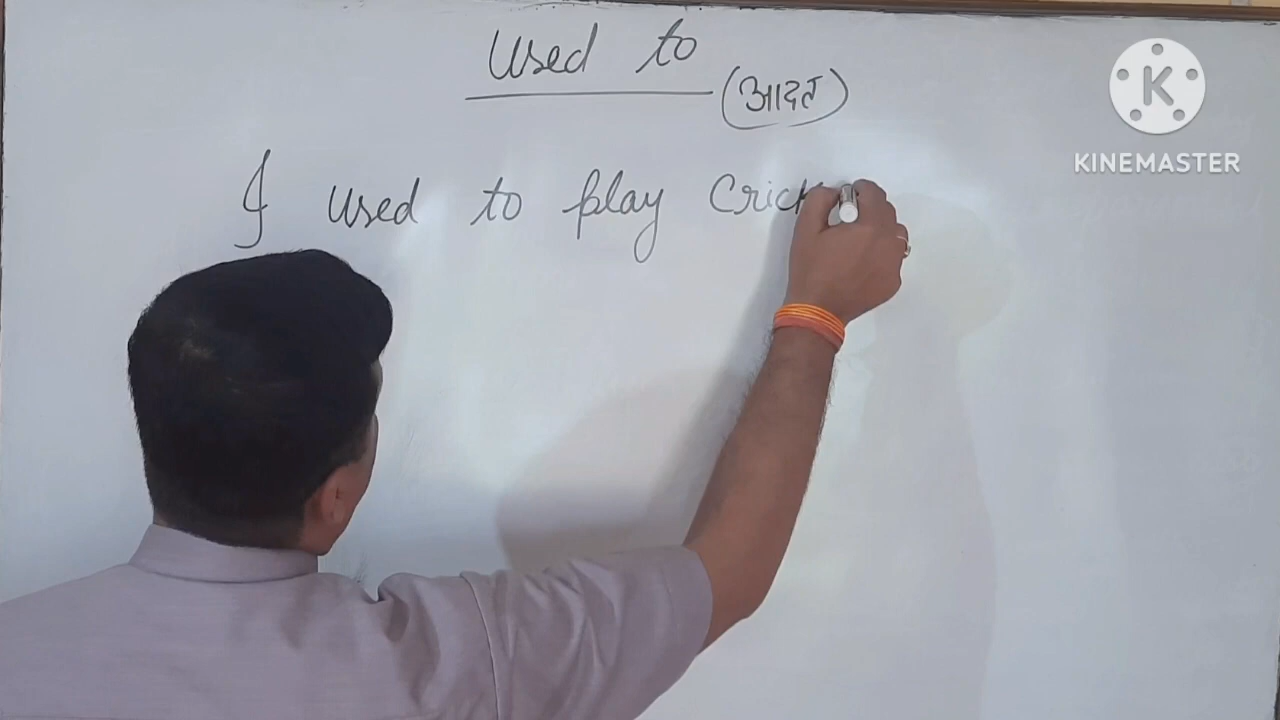 Used to
(आदत)
I used to play Crick
KINEMASTER